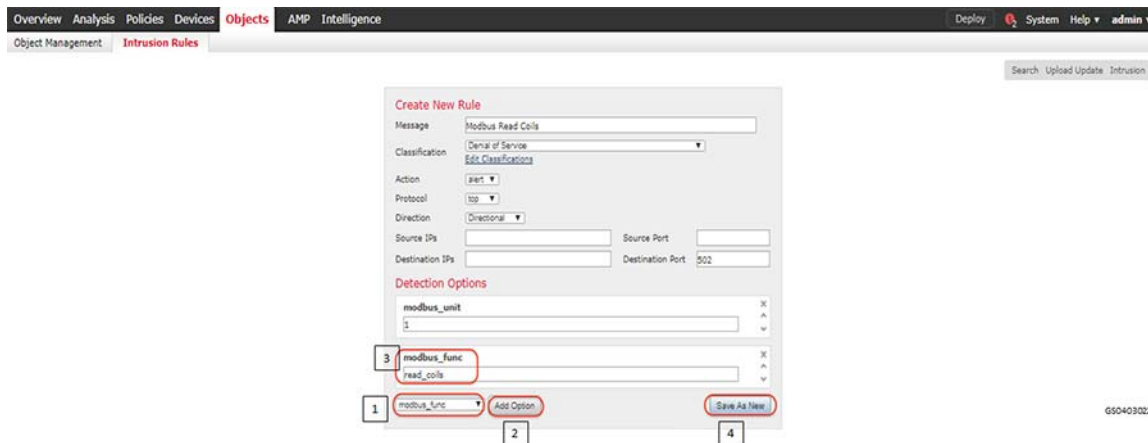 Overview Analysis Policies Devices Objects AMP Intelligence Deploy 2 System Help ▾ admin ▾
Object Management Intrusion Rules
Search Upload Update Intrusion
Create New Rule
Message Modbus Read Coils
Classification Denial of Service ▼
Edit Classifications
Action alert ▼
Protocol tcp ▼
Direction Directional ▼
Source IPs Source Port
Destination IPs Destination Port 502
Detection Options
modbus_unit X
1
3 modbus_func X
read_coils
1 modbus_func ▼ Add Option Save As New
2 4